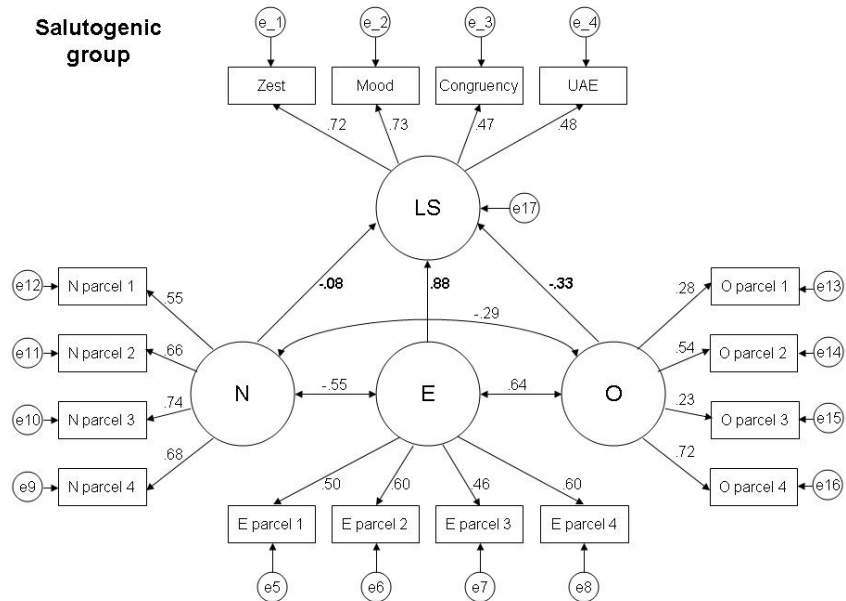 Salutogenic
group
e_1
e_2
e_3
e_4
Zest
Mood
Congruency
UAE
.72
.73
.47
.48
LS
e17
-.08
.88
-.33
-.29
e12
N parcel 1
.55
e11
N parcel 2
.66
e10
N parcel 3
.74
e9
N parcel 4
.68
N
-.55
E
.64
O
.28
O parcel 1
e13
.54
O parcel 2
e14
.23
O parcel 3
e15
.72
O parcel 4
e16
.50
.60
.46
.60
E parcel 1
E parcel 2
E parcel 3
E parcel 4
e5
e6
e7
e8